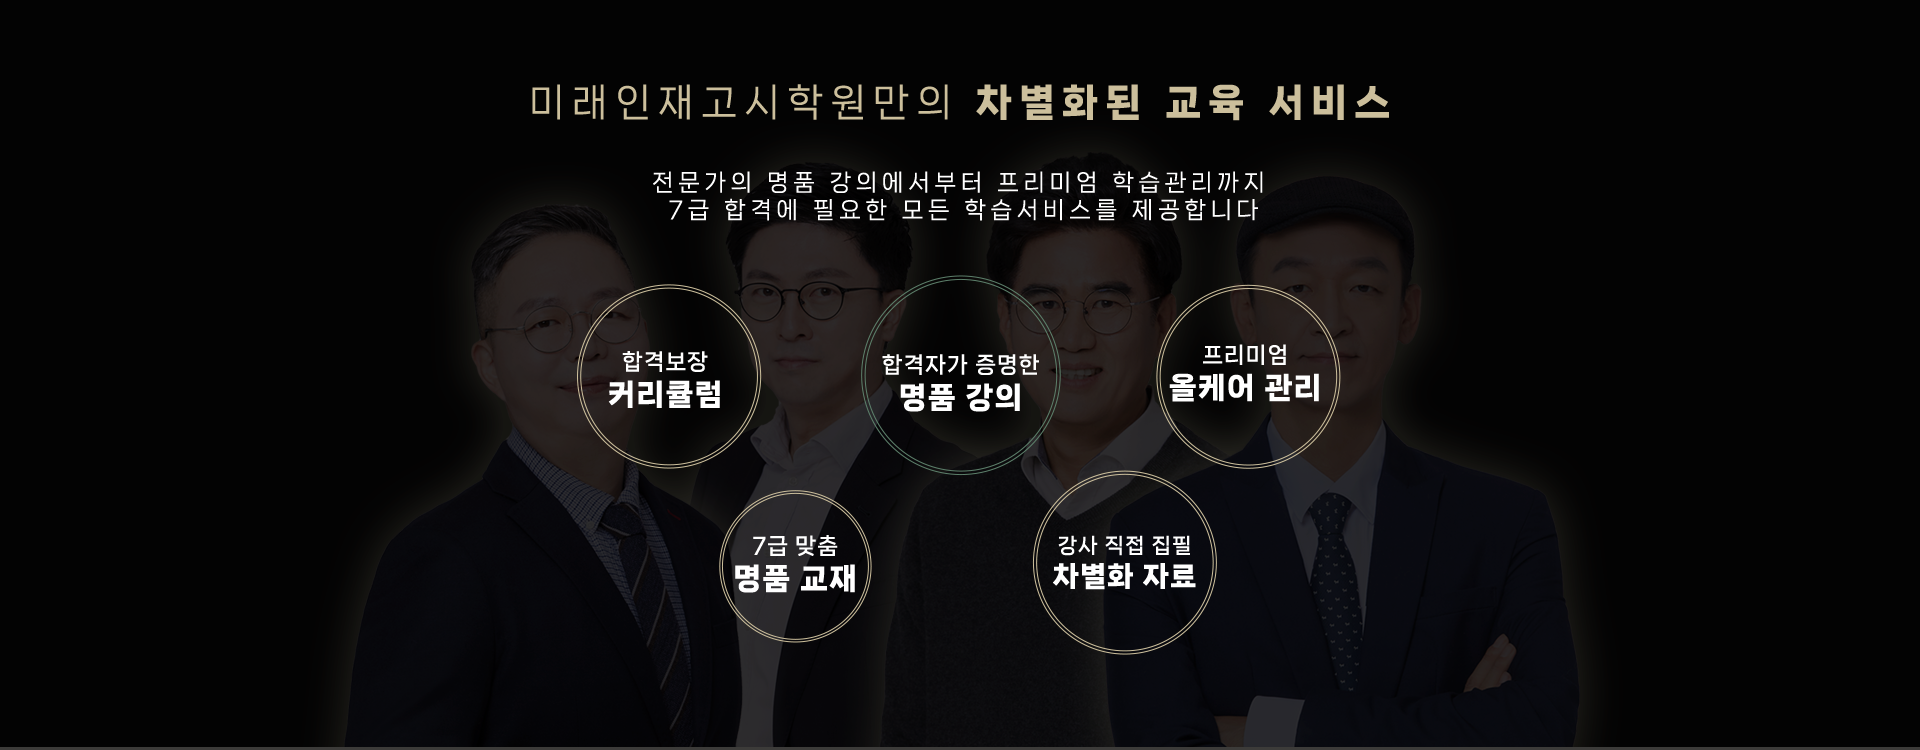 미래인재고시학원만의 차별화된 교육 서비스
전문가의 명품 강의에서부터 프리미엄 학습관리까지
7급 합격에 필요한 모든 학습서비스를 제공합니다
합격보장
커리큘럼
합격자가 증명한
명품 강의
프리미엄
올케어 관리
7급 맞춤
명품 교재
강사 직접 집필
차별화 자료